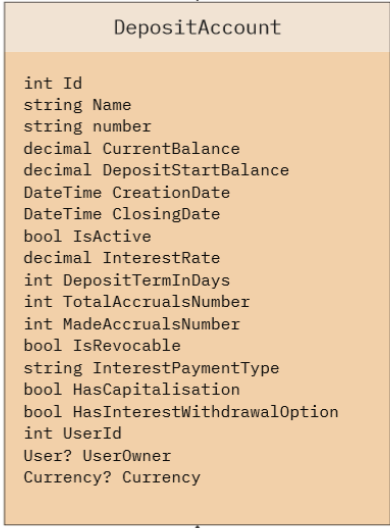 DepositAccount
int Id
string Name
string number
decimal CurrentBalance
decimal DepositStartBalance
DateTime CreationDate
DateTime ClosingDate
bool IsActive
decimal InterestRate
int DepositTermInDays
int TotalAccrualsNumber
int MadeAccrualsNumber
bool IsRevocable
string InterestPaymentType
bool HasCapitalisation
bool HasInterestWithdrawalOption
int UserId
User? UserOwner
Currency? Currency